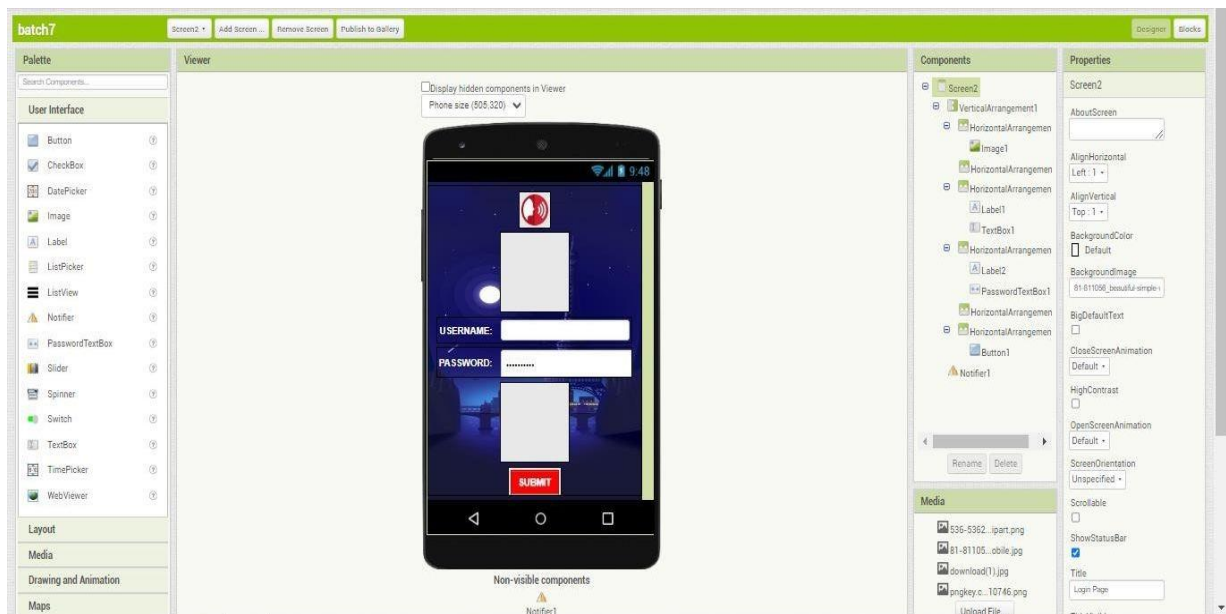 batch7
Screen2
Add Screen ...
Remove Screen
Publish to Gallery
Designer
Blocks
Palette
Search Components...
User Interface
Button
CheckBox
DatePicker
Image
Label
ListPicker
ListView
Notifier
PasswordTextBox
Slider
Spinner
Switch
TextBox
TimePicker
WebViewer
Layout
Media
Drawing and Animation
Maps
Viewer
Display hidden components in Viewer
Phone size (505,320)
9:48
USERNAME:
PASSWORD:
SUBMIT
Non-visible components
Notifier1
Components
Screen2
VerticalArrangement1
HorizontalArrangemen
Image1
HorizontalArrangemen
HorizontalArrangemen
Label1
TextBox1
HorizontalArrangemen
Label2
PasswordTextBox1
HorizontalArrangemen
HorizontalArrangemen
Button1
Notifier1
Rename
Delete
Media
536-5362...ipart.png
81-81105...obile.jpg
download(1).jpg
pngkey.c...10746.png
Upload File ...
Properties
Screen2
AboutScreen
AlignHorizontal
Left : 1
AlignVertical
Top : 1
BackgroundColor
Default
BackgroundImage
81-811056_beautiful-simple-
BigDefaultText
CloseScreenAnimation
Default
HighContrast
OpenScreenAnimation
Default
ScreenOrientation
Unspecified
Scrollable
ShowStatusBar
Title
Login Page